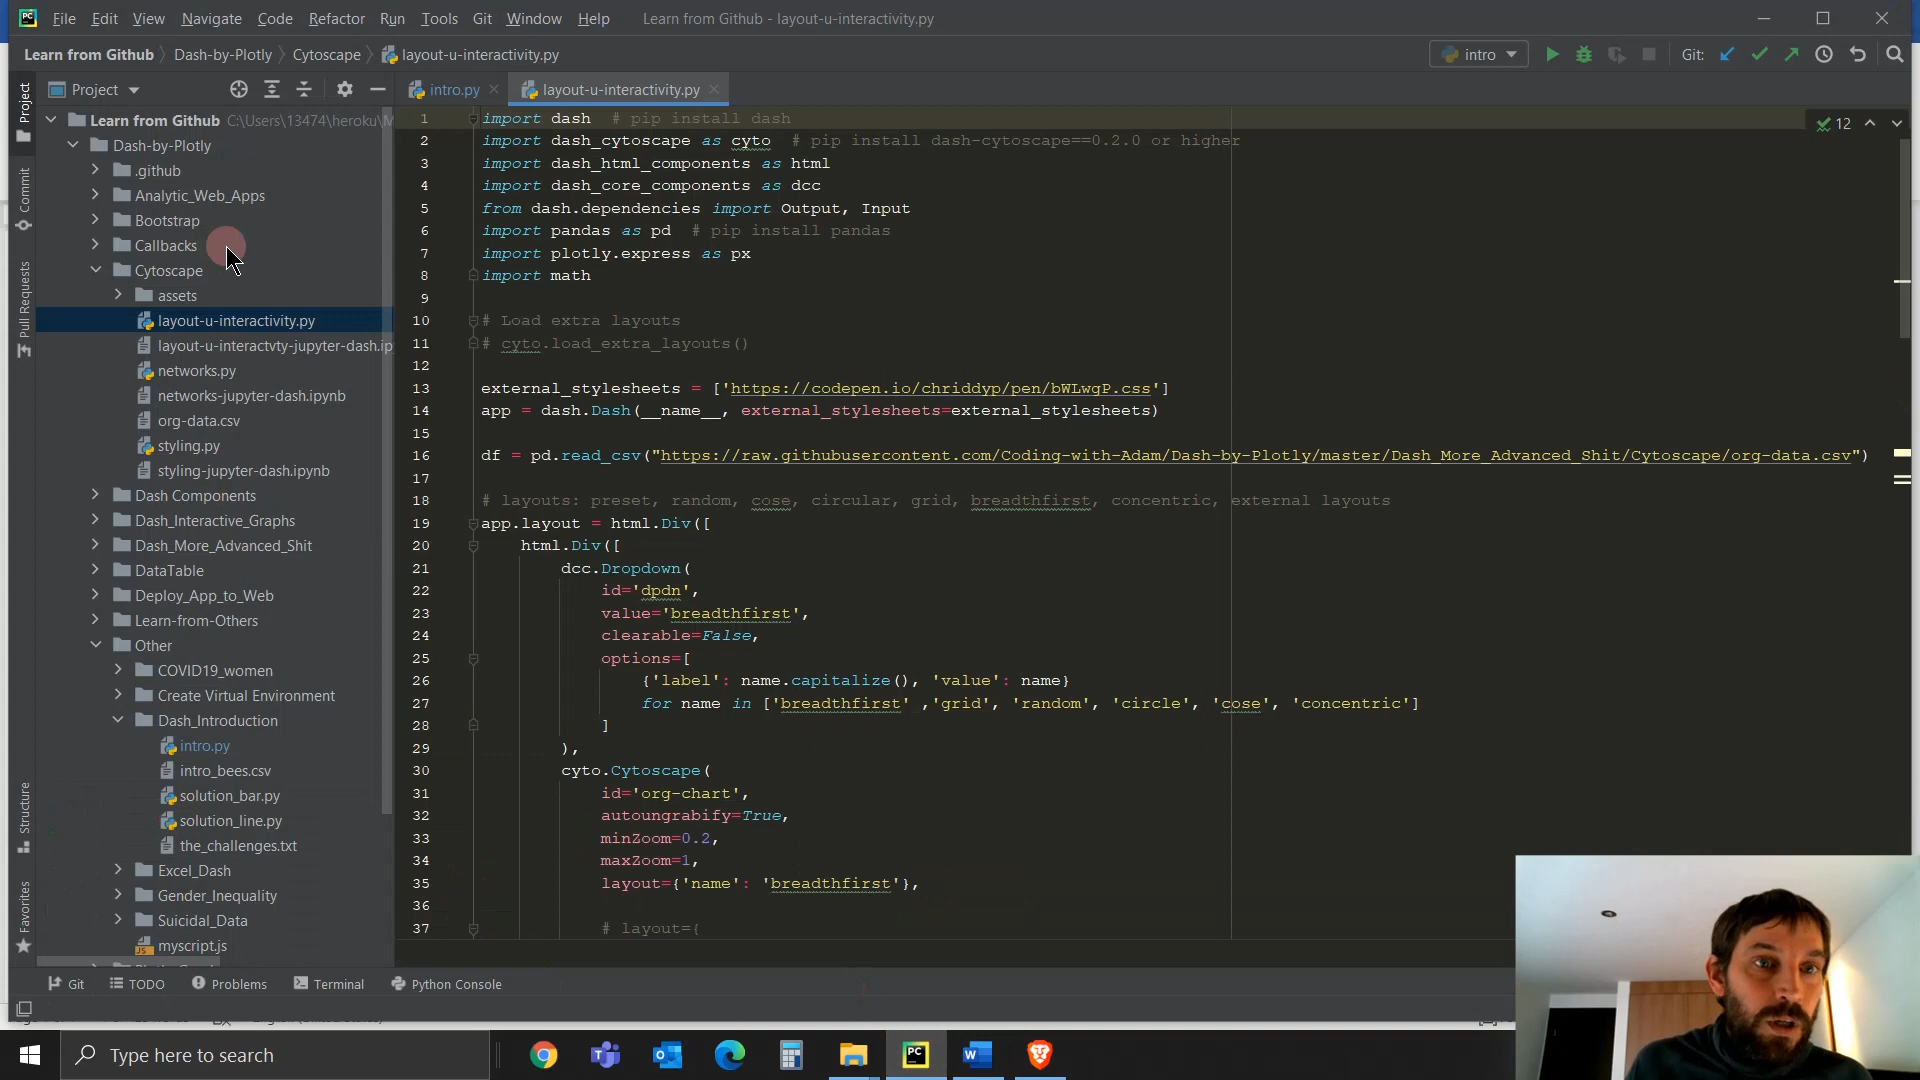 File Edit View Navigate Code Refactor Run Tools Git Window Help Learn from Github - layout-u-interactivity.py
Learn from Github Dash-by-Plotly Cytoscape layout-u-interactivity.py intro Git:
Project
intro.py layout-u-interactivity.py
Learn from Github C:\Users\13474\heroku\M
Dash-by-Plotly
.github
Analytic_Web_Apps
Bootstrap
Callbacks
Cytoscape
assets
layout-u-interactivity.py
layout-u-interactvty-jupyter-dash.ip
networks.py
networks-jupyter-dash.ipynb
org-data.csv
styling.py
styling-jupyter-dash.ipynb
Dash Components
Dash_Interactive_Graphs
Dash_More_Advanced_Shit
DataTable
Deploy_App_to_Web
Learn-from-Others
Other
COVID19_women
Create Virtual Environment
Dash_Introduction
intro.py
intro_bees.csv
solution_bar.py
solution_line.py
the_challenges.txt
Excel_Dash
Gender_Inequality
Suicidal_Data
myscript.js
Project
Commit
Pull Requests
Structure
Favorites
12
1 import dash # pip install dash
2 import dash_cytoscape as cyto # pip install dash-cytoscape==0.2.0 or higher
3 import dash_html_components as html
4 import dash_core_components as dcc
5 from dash.dependencies import Output, Input
6 import pandas as pd # pip install pandas
7 import plotly.express as px
8 import math
9
10 # Load extra layouts
11 # cyto.load_extra_layouts()
12
13 external_stylesheets = ['https://codepen.io/chriddyp/pen/bWLwgP.css']
14 app = dash.Dash(__name__, external_stylesheets=external_stylesheets)
15
16 df = pd.read_csv("https://raw.githubusercontent.com/Coding-with-Adam/Dash-by-Plotly/master/Dash_More_Advanced_Shit/Cytoscape/org-data.csv")
17
18 # layouts: preset, random, cose, circular, grid, breadthfirst, concentric, external layouts
19 app.layout = html.Div([
20 html.Div([
21 dcc.Dropdown(
22 id='dpdn',
23 value='breadthfirst',
24 clearable=False,
25 options=[
26 {'label': name.capitalize(), 'value': name}
27 for name in ['breadthfirst' ,'grid', 'random', 'circle', 'cose', 'concentric']
28 ]
29 ),
30 cyto.Cytoscape(
31 id='org-chart',
32 autoungrabify=True,
33 minZoom=0.2,
34 maxZoom=1,
35 layout={'name': 'breadthfirst'},
36
37 # layout={
Git TODO Problems Terminal Python Console
Type here to search